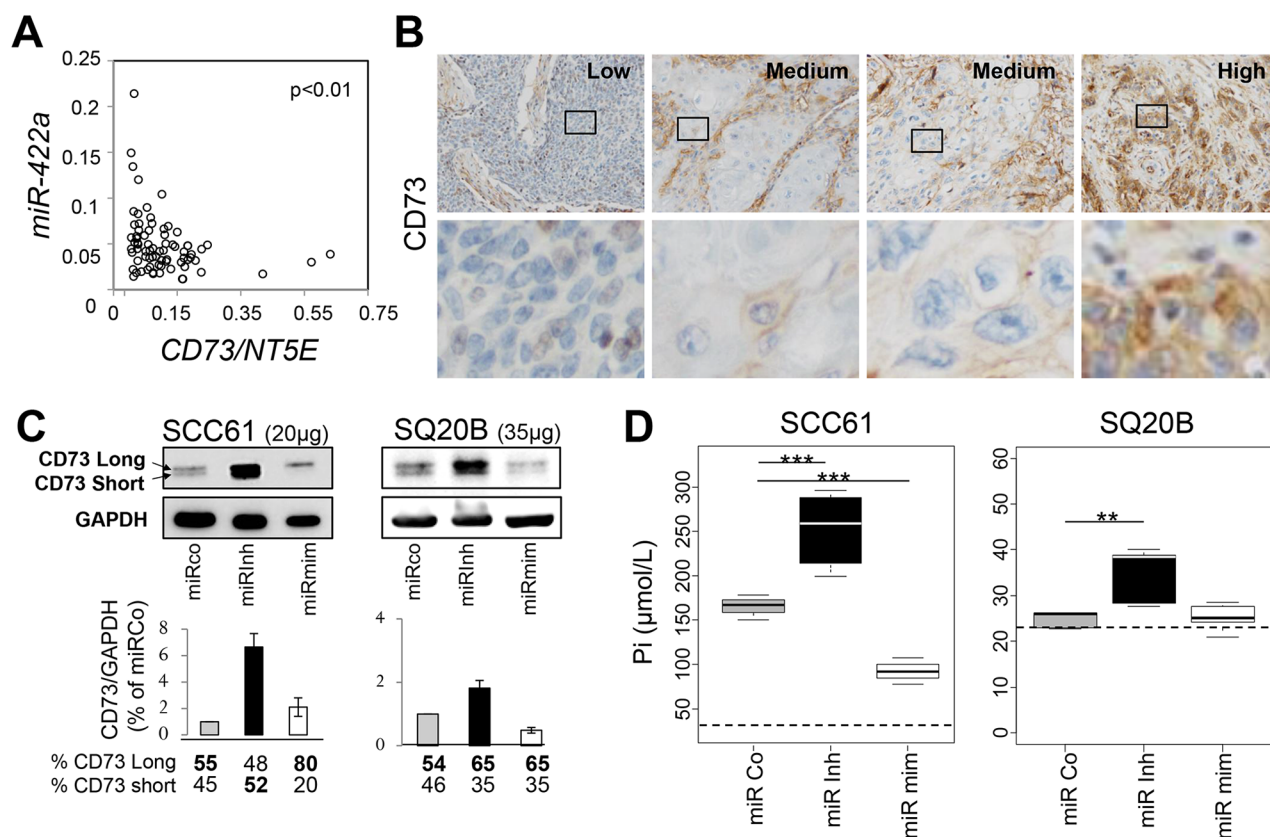 A
miR-422a
0.25
0.2
0.15
0.1
0.05
0
p<0.01
0 0.15 0.35 0.55 0.75
CD73/NT5E
B
CD73
Low Medium Medium High
C
SCC61 (20µg) SQ20B (35µg)
CD73 Long
CD73 Short
GAPDH
miRco miRInh miRmim miRco miRInh miRmim
CD73/GAPDH
(% of miRCo)
8
6
4
2
0
4
2
0
% CD73 Long 55 48 80 54 65 65
% CD73 short 45 52 20 46 35 35
D
SCC61 SQ20B
Pi (µmol/L)
300
250
200
150
100
50
***
***
miR Co miR Inh miR mim
60
50
40
30
20
10
0
**
miR Co miR Inh miR mim